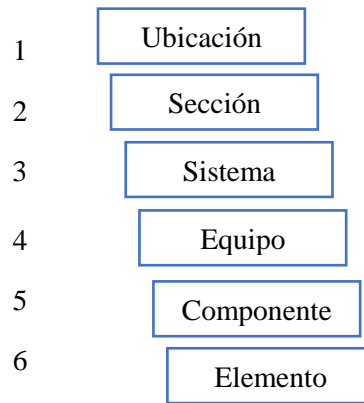 1 Ubicación
2 Sección
3 Sistema
4 Equipo
5 Componente
6 Elemento